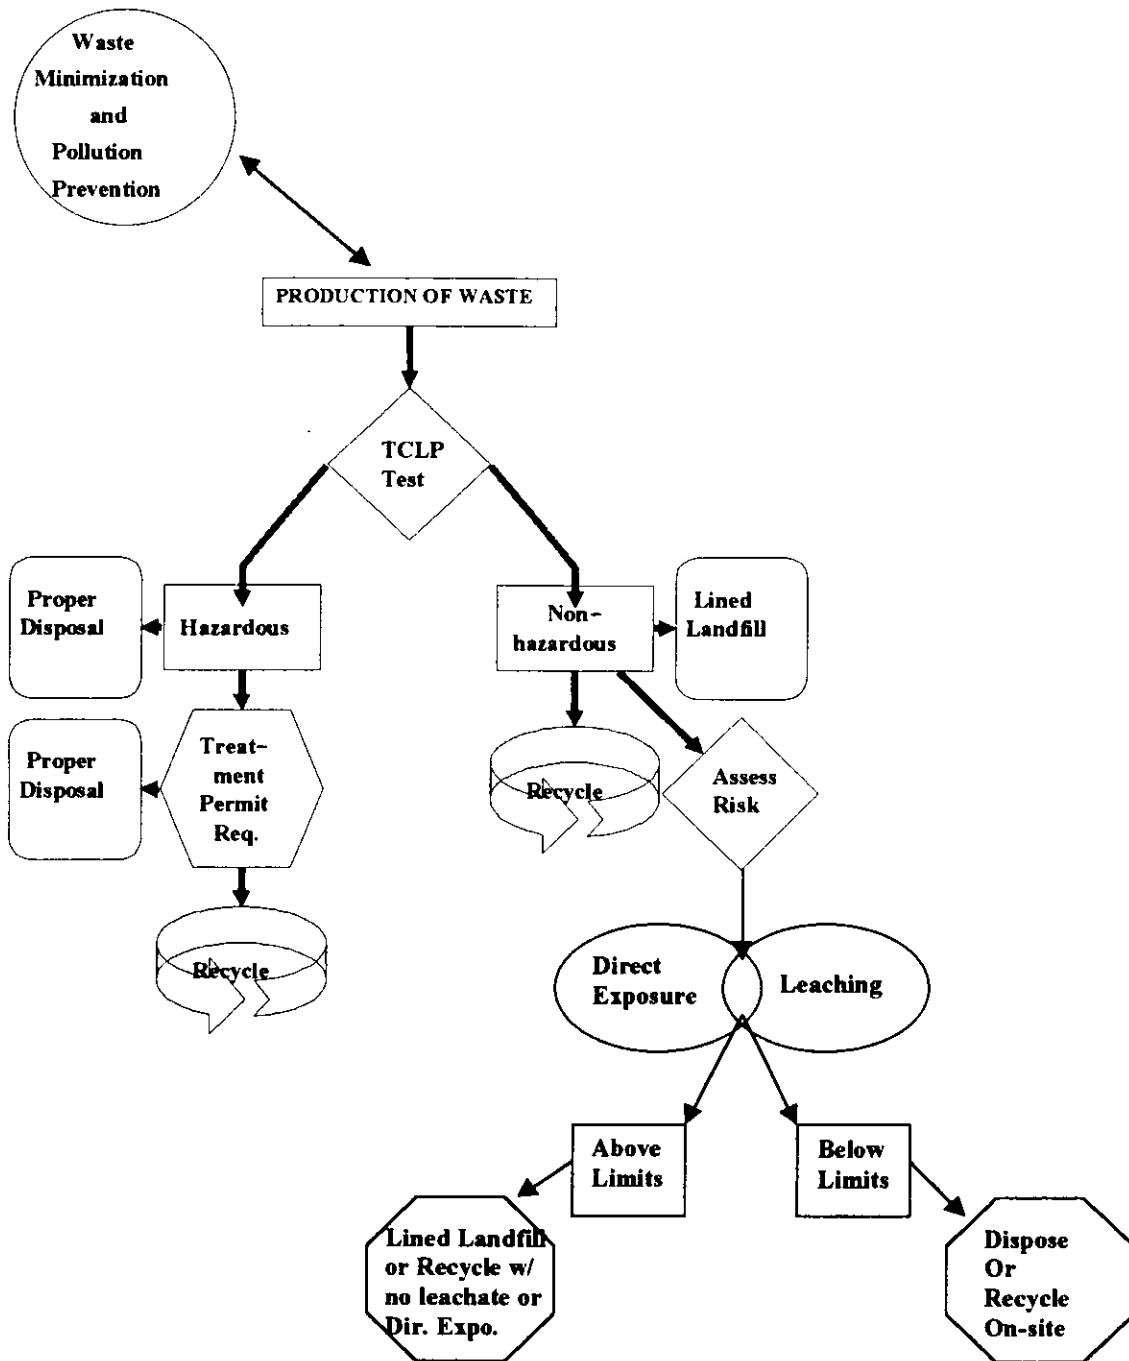 Waste
Minimization
and
Pollution
Prevention
PRODUCTION OF WASTE
TCLP
Test
Proper
Disposal
Hazardous
Non-
hazardous
Lined
Landfill
Proper
Disposal
Treat-
ment
Permit
Req.
Recycle
Assess
Risk
Recycle
Direct
Exposure
Leaching
Above
Limits
Below
Limits
Lined Landfill
or Recycle w/
no leachate or
Dir. Expo.
Dispose
Or
Recycle
On-site